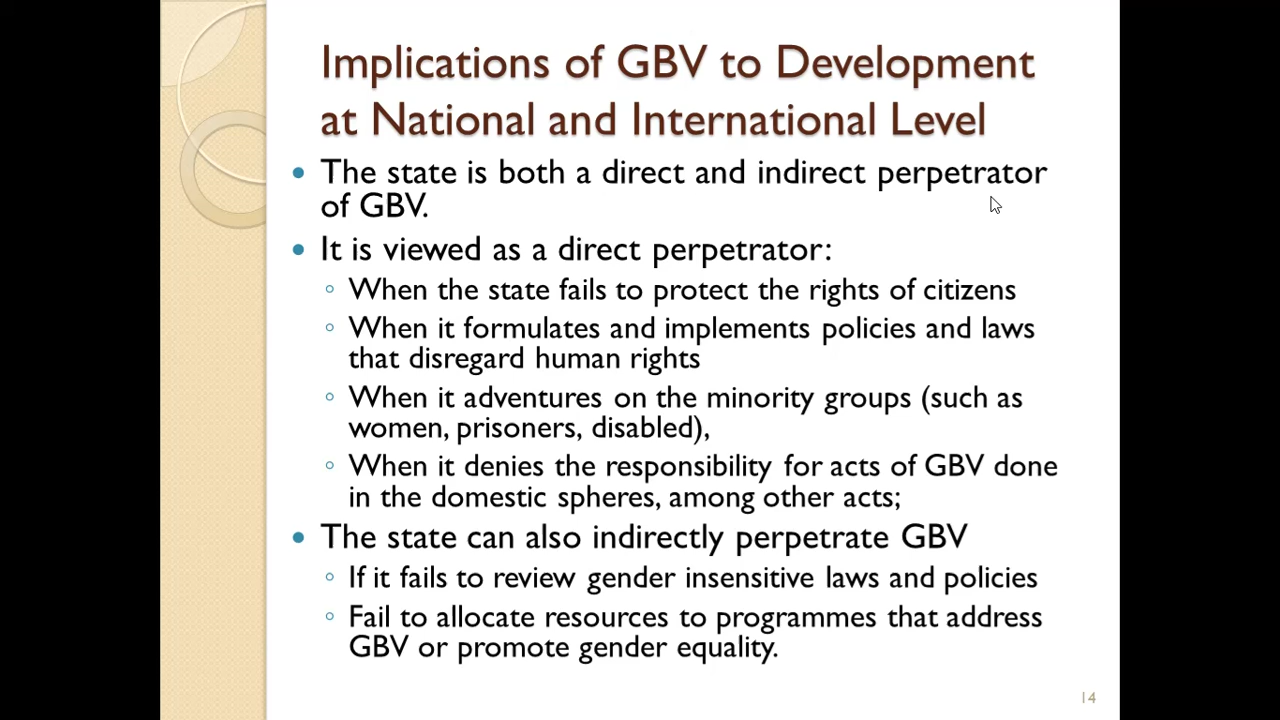 Implications of GBV to Development
at National and International Level
• The state is both a direct and indirect perpetrator
of GBV.
• It is viewed as a direct perpetrator:
◦ When the state fails to protect the rights of citizens
◦ When it formulates and implements policies and laws
that disregard human rights
◦ When it adventures on the minority groups (such as
women, prisoners, disabled),
◦ When it denies the responsibility for acts of GBV done
in the domestic spheres, among other acts;
• The state can also indirectly perpetrate GBV
◦ If it fails to review gender insensitive laws and policies
◦ Fail to allocate resources to programmes that address
GBV or promote gender equality.
14